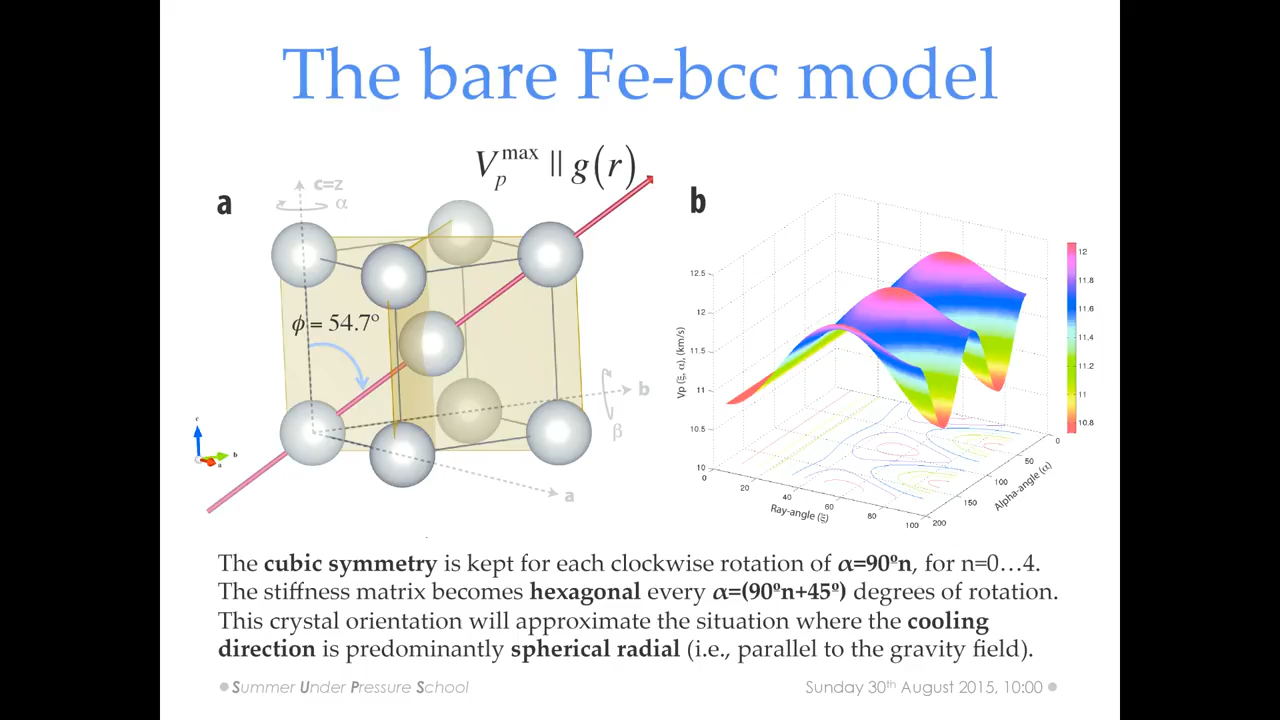 The bare Fe-bcc model
V_p^max || g(r)
a
c=z
α
ϕ = 54.7º
b
β
a
c
b
a
b
12.5
12
11.5
11
10.5
10
Vp (ξ, α), (km/s)
0
20
40
60
80
100
Ray-angle (ξ)
0
50
100
150
200
Alpha-angle (α)
12
11.8
11.6
11.4
11.2
11
10.8
The cubic symmetry is kept for each clockwise rotation of α=90ºn, for n=0…4.
The stiffness matrix becomes hexagonal every α=(90ºn+45º) degrees of rotation.
This crystal orientation will approximate the situation where the cooling
direction is predominantly spherical radial (i.e., parallel to the gravity field).
Summer Under Pressure School
Sunday 30th August 2015, 10:00